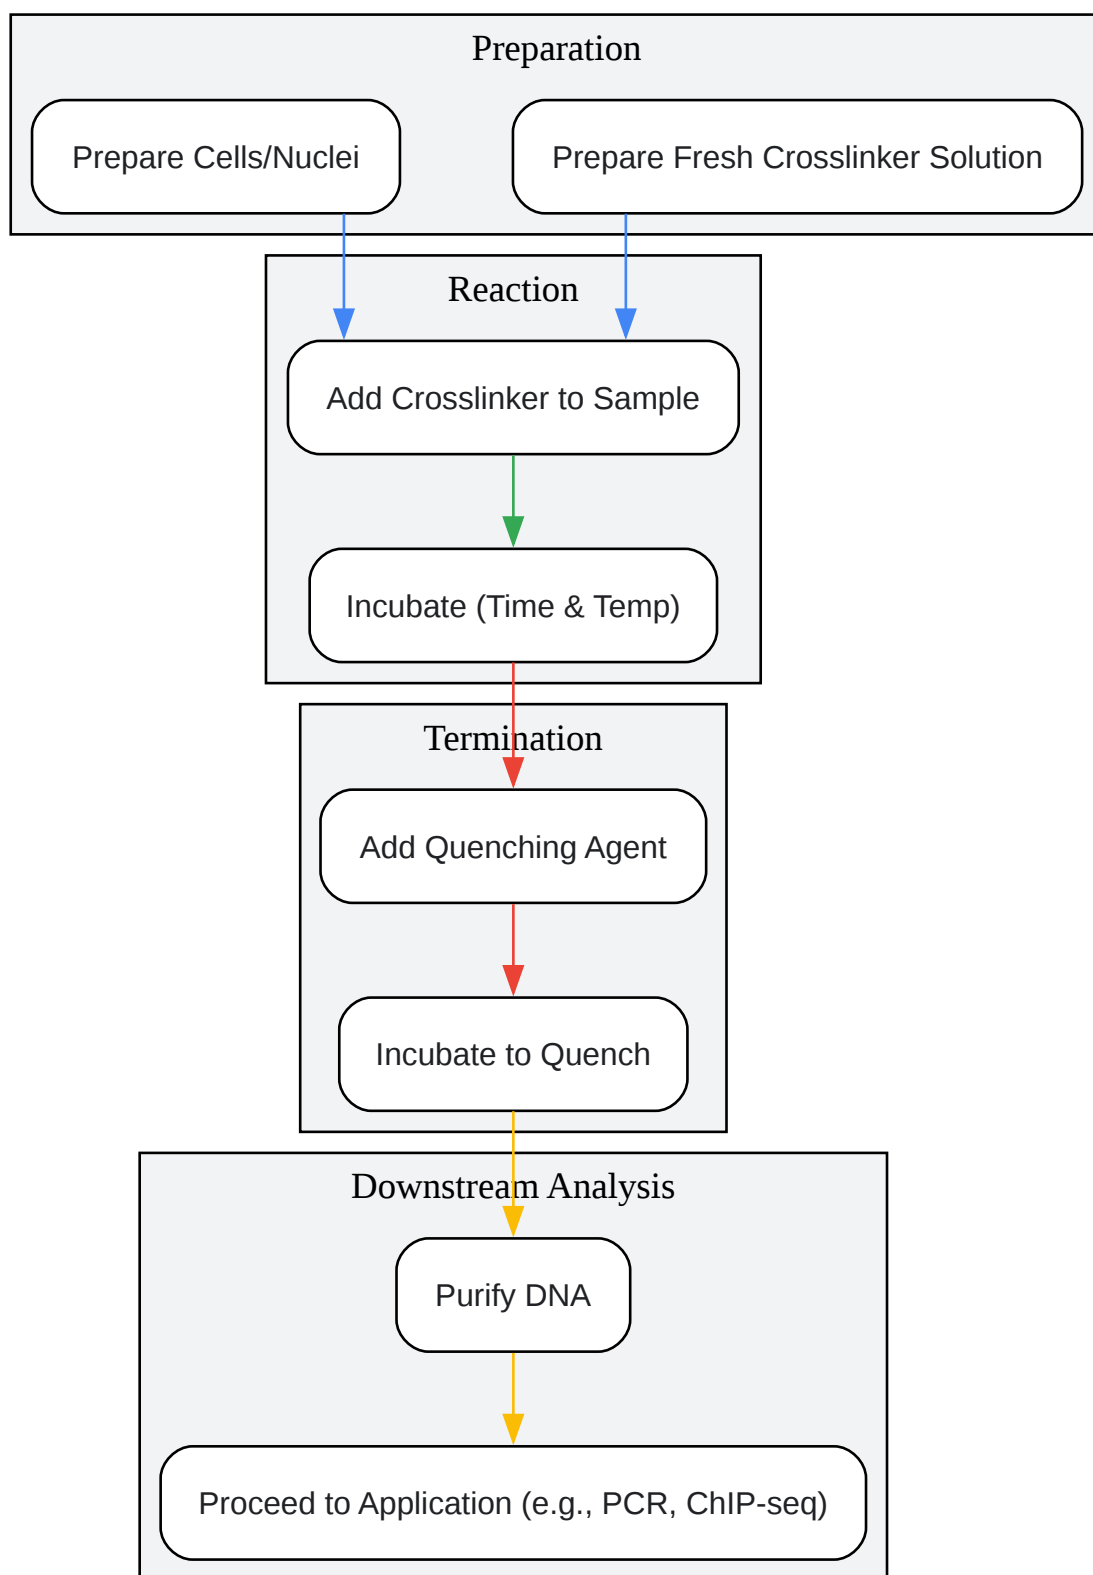 Preparation
Prepare Cells/Nuclei
Prepare Fresh Crosslinker Solution
Reaction
Add Crosslinker to Sample
Incubate (Time & Temp)
Termination
Add Quenching Agent
Incubate to Quench
Downstream Analysis
Purify DNA
Proceed to Application (e.g., PCR, ChIP-seq)